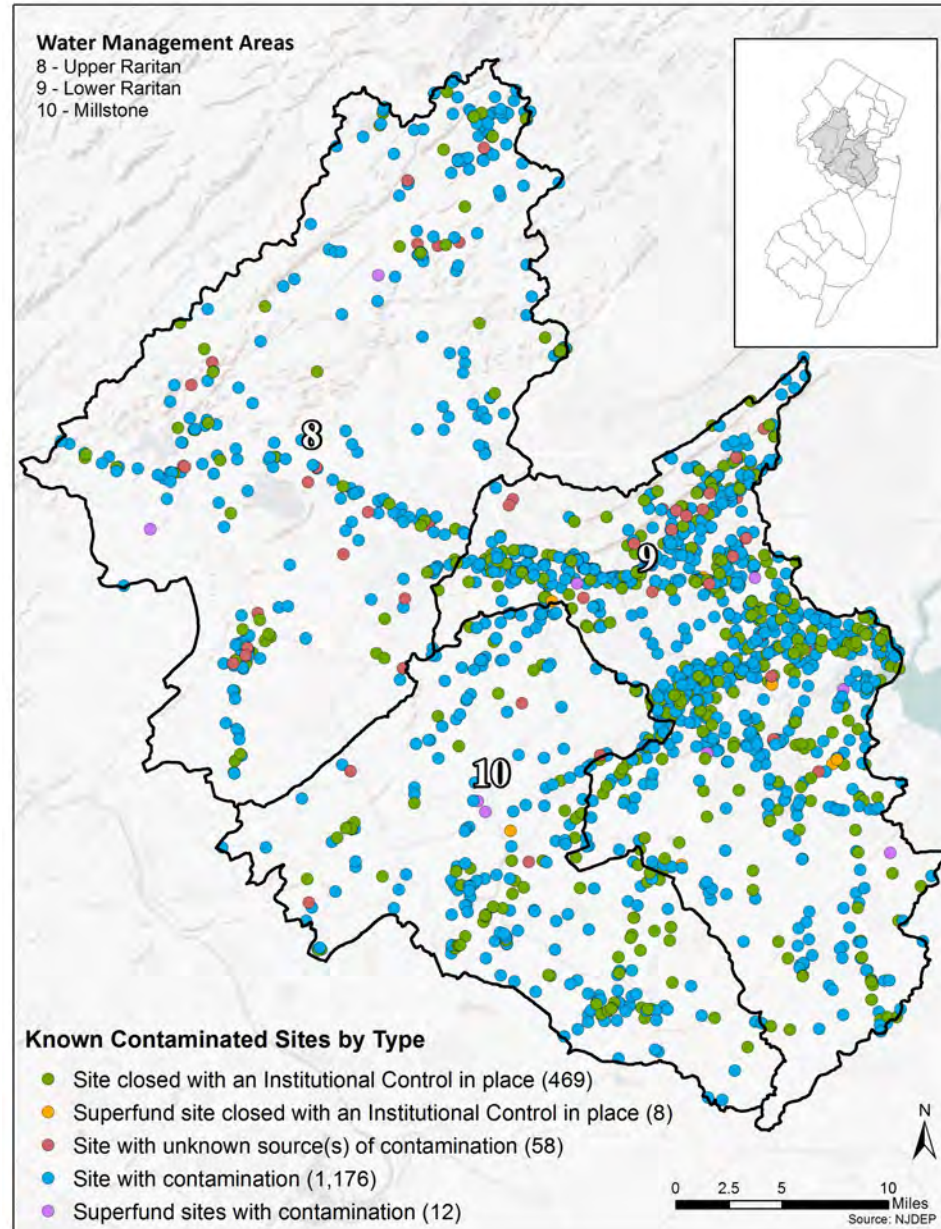 Water Management Areas
8 - Upper Raritan
9 - Lower Raritan
10 - Millstone
8
9
10
Known Contaminated Sites by Type
Site closed with an Institutional Control in place (469)
Superfund site closed with an Institutional Control in place (8)
Site with unknown source(s) of contamination (58)
Site with contamination (1,176)
Superfund sites with contamination (12)
N
0 2.5 5 10
Miles
Source: NJDEP